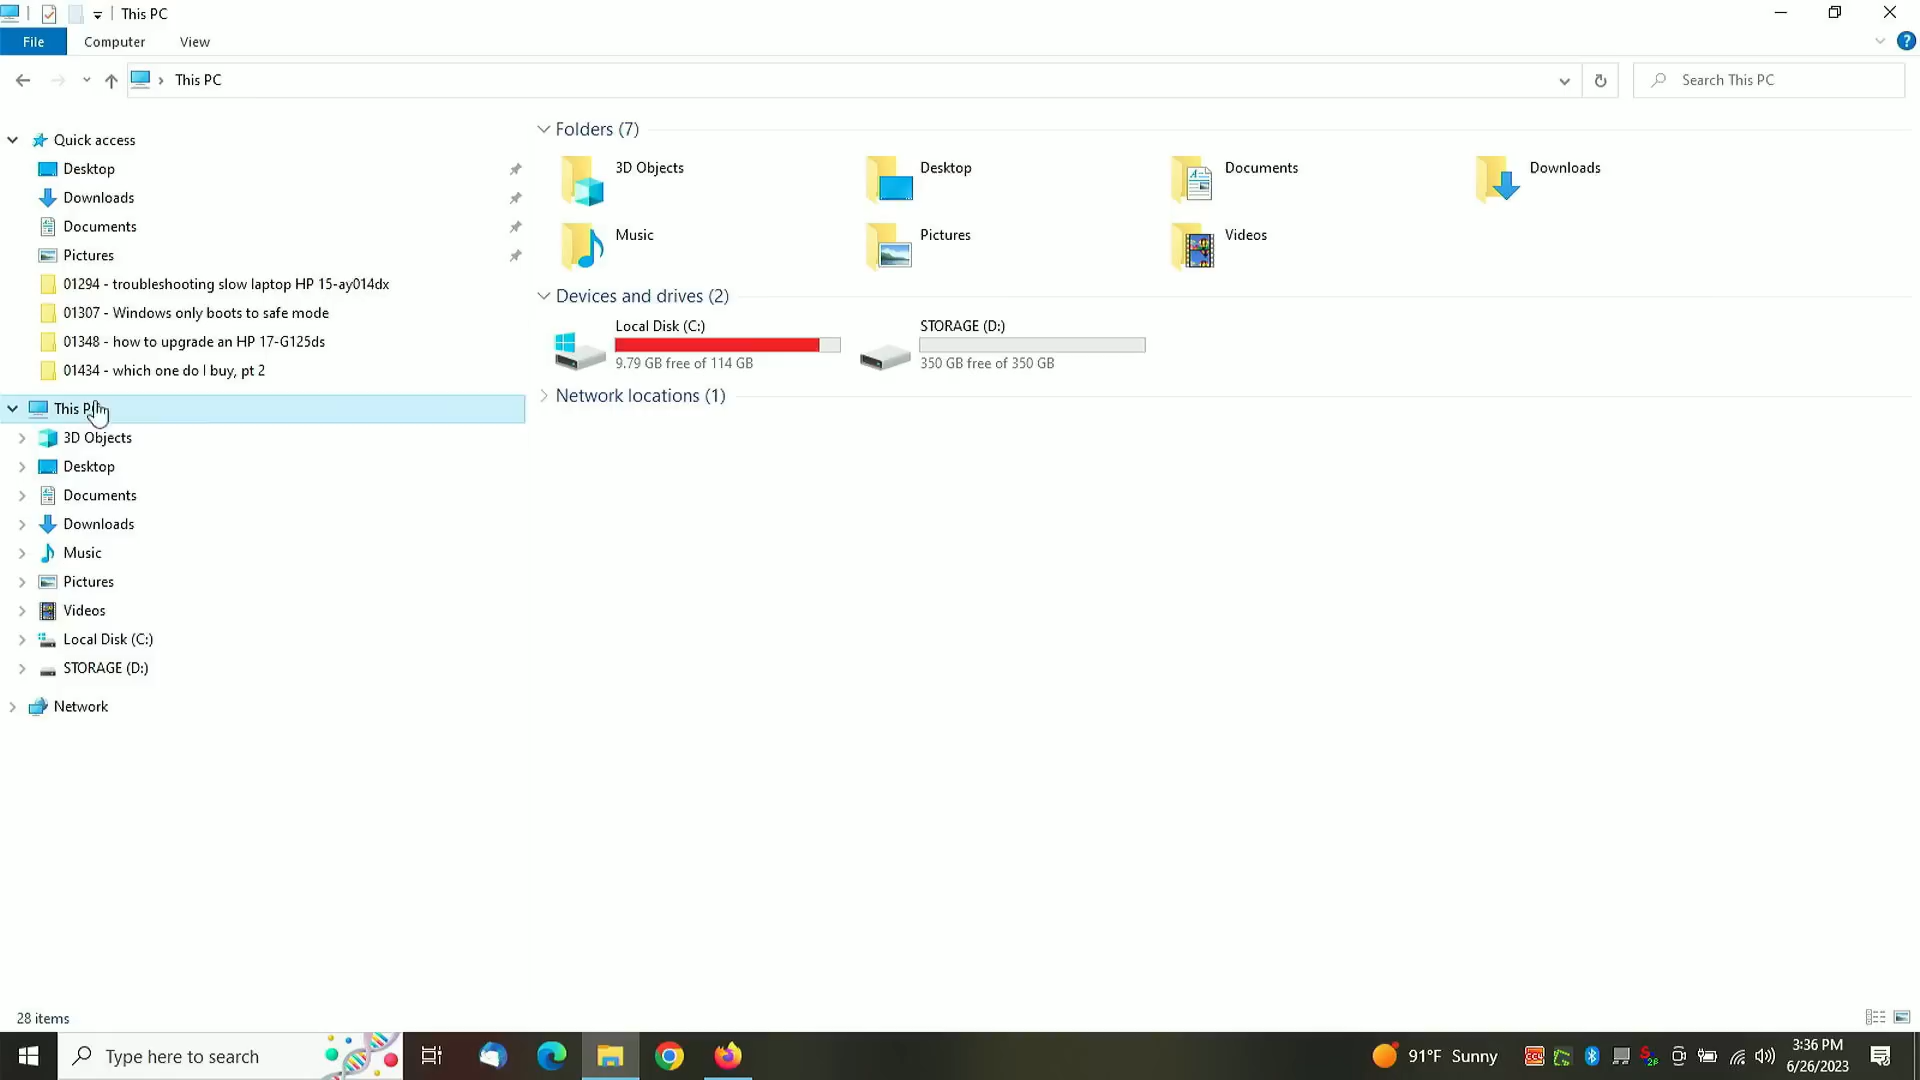 This PC
File
Computer
View
This PC
Search This PC
Quick access
Desktop
Downloads
Documents
Pictures
01294 - troubleshooting slow laptop HP 15-ay014dx
01307 - Windows only boots to safe mode
01348 - how to upgrade an HP 17-G125ds
01434 - which one do I buy, pt 2
This
3D Objects
Desktop
Documents
Downloads
Music
Pictures
Videos
Local Disk (C:)
STORAGE (D:)
Network
Folders (7)
3D Objects
Desktop
Documents
Downloads
Music
Pictures
Videos
Devices and drives (2)
Local Disk (C:)
9.79 GB free of 114 GB
STORAGE (D:)
350 GB free of 350 GB
Network locations (1)
28 items
Type here to search
91°F Sunny
3:36 PM
6/26/2023